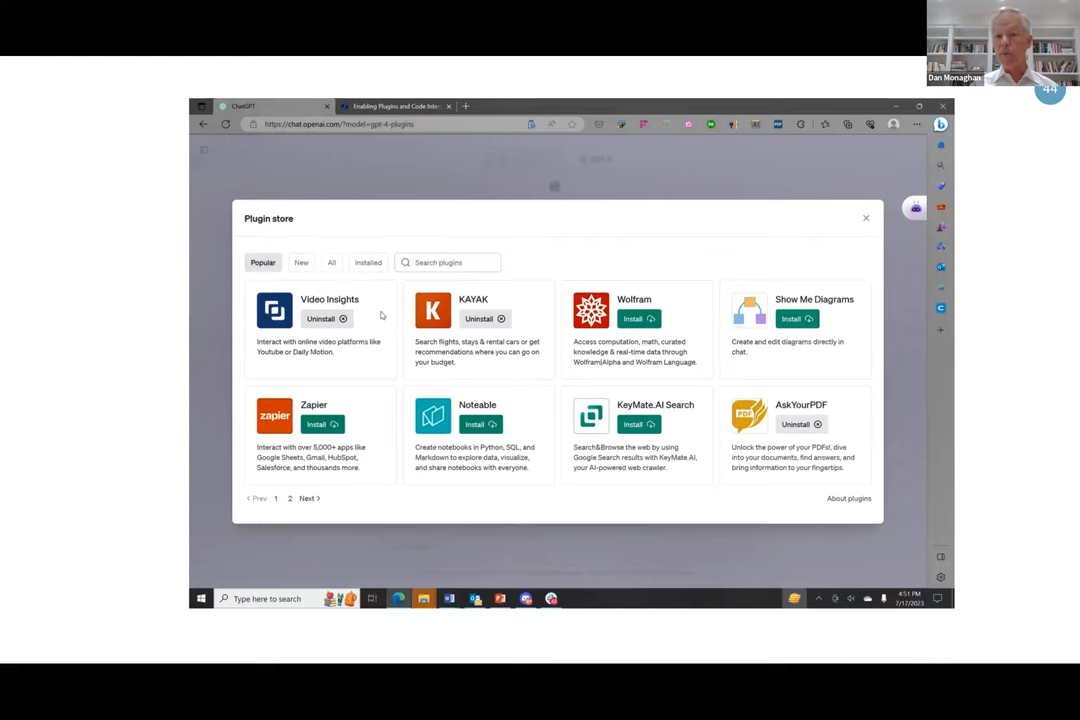 Dan Monaghan
44
ChatGPT
Enabling Plugins and Code Inter
https://chat.openai.com/?model=gpt-4-plugins
Plugin store
Popular
New
All
Installed
Search plugins
Video Insights
Uninstall
Interact with online video platforms like
Youtube or Daily Motion.
KAYAK
Uninstall
Search flights, stays & rental cars or get
recommendations where you can go on
your budget.
Wolfram
Install
Access computation, math, curated
knowledge & real-time data through
Wolfram|Alpha and Wolfram Language.
Show Me Diagrams
Install
Create and edit diagrams directly in
chat.
zapier
Zapier
Install
Interact with over 5,000+ apps like
Google Sheets, Gmail, HubSpot,
Salesforce, and thousands more.
Noteable
Install
Create notebooks in Python, SQL, and
Markdown to explore data, visualize,
and share notebooks with everyone.
KeyMate.AI Search
Install
Search&Browse the web by using
Google Search results with KeyMate.AI,
your AI-powered web crawler.
PDF
AskYourPDF
Uninstall
Unlock the power of your PDFs!, dive
into your documents, find answers, and
bring information to your fingertips.
< Prev 1 2 Next >
About plugins
Type here to search
4:51 PM
7/17/2023